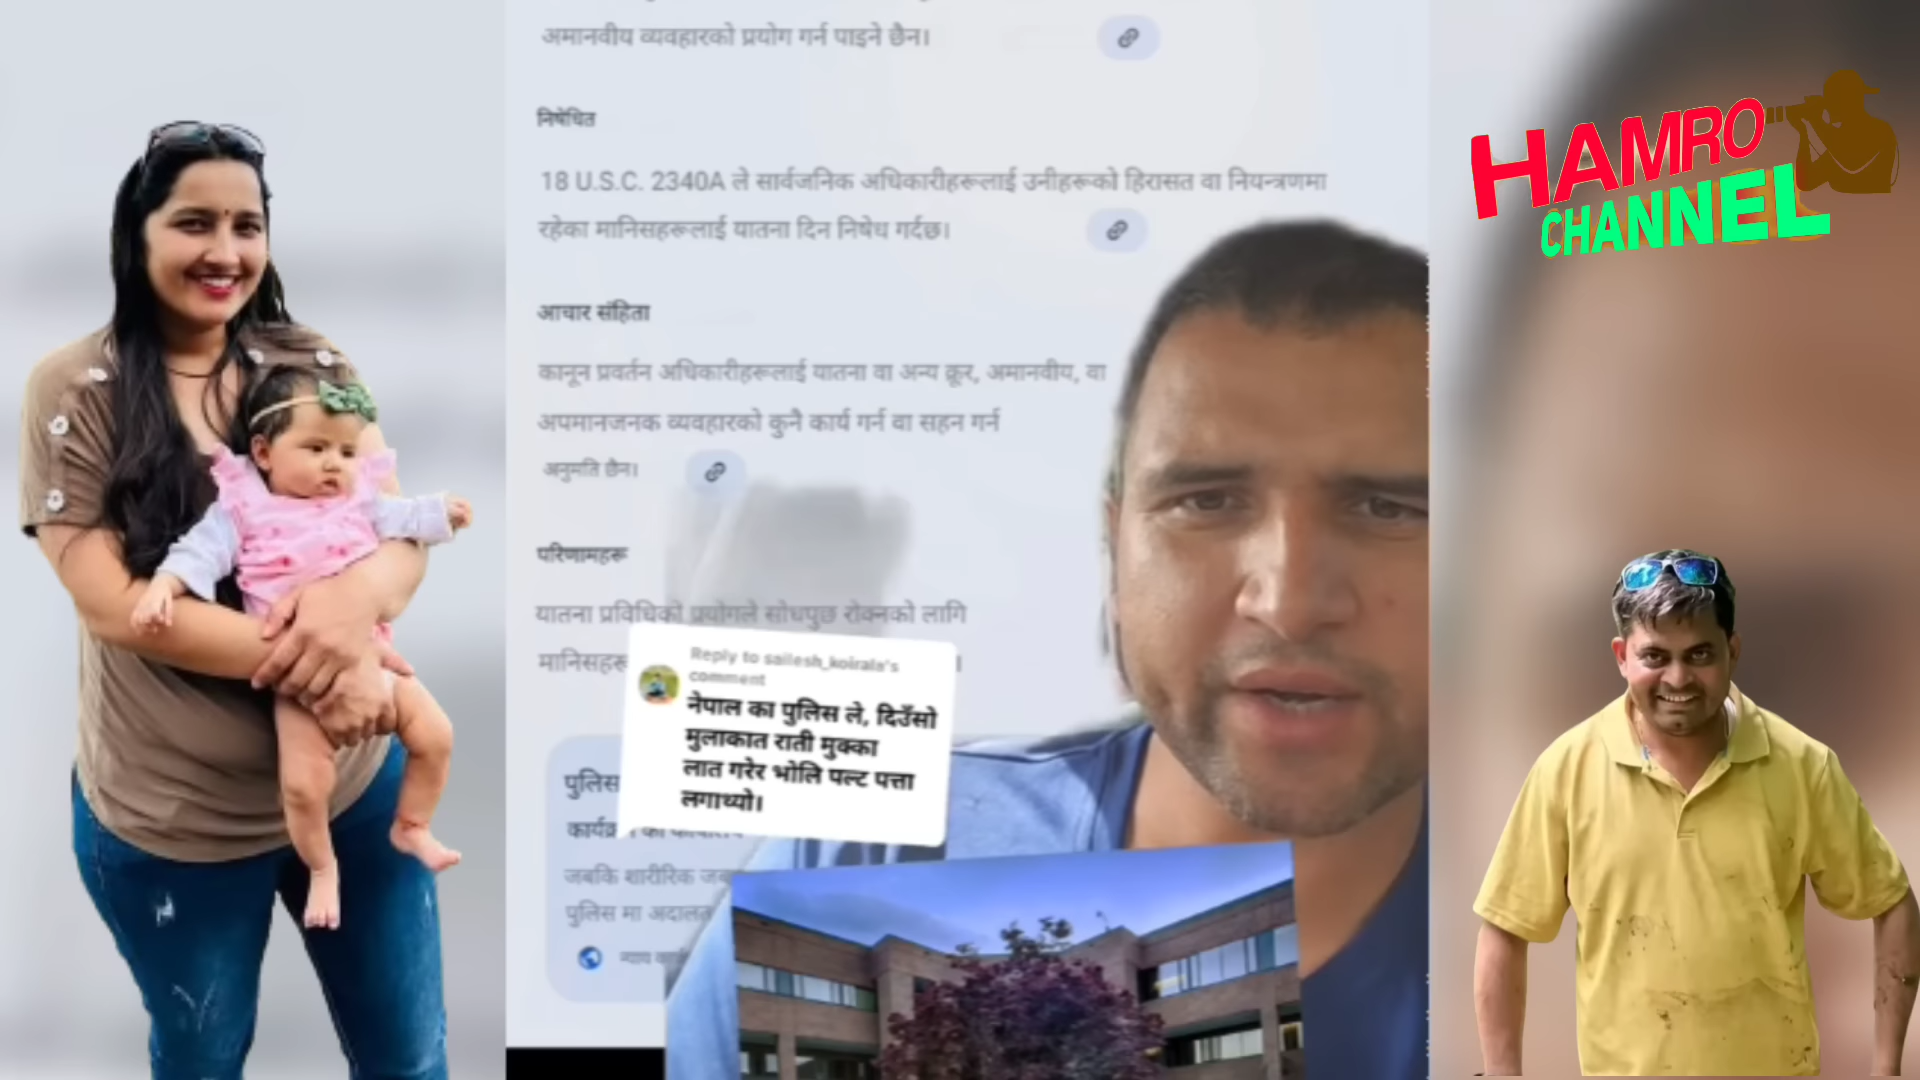 अमानवीय व्यवहारको प्रयोग गर्न पाइने छैन।
निषेधित
18 U.S.C. 2340A ले सार्वजनिक अधिकारीहरूलाई उनीहरूको हिरासत वा नियन्त्रणमा
रहेका मानिसहरूलाई यातना दिन निषेध गर्दछ।
आचार संहिता
कानून प्रवर्तन अधिकारीहरूलाई यातना वा अन्य क्रूर, अमानवीय, वा
अपमानजनक व्यवहारको कुनै कार्य गर्न वा सहन गर्न
अनुमति छैन।
परिणामहरू
यातना प्रविधिको प्रयोगले सोधपुछ रोक्नको लागि
Reply to sailesh_koirala's
comment
नेपाल का पुलिस ले, दिउँसो
मुलाकात राती मुक्का
लात गरेर भोलि पल्ट पत्ता
लगाथ्यो।
पुलिस
जबकि शारीरिक
पुलिस मा अदालत
HAMRO
CHANNEL